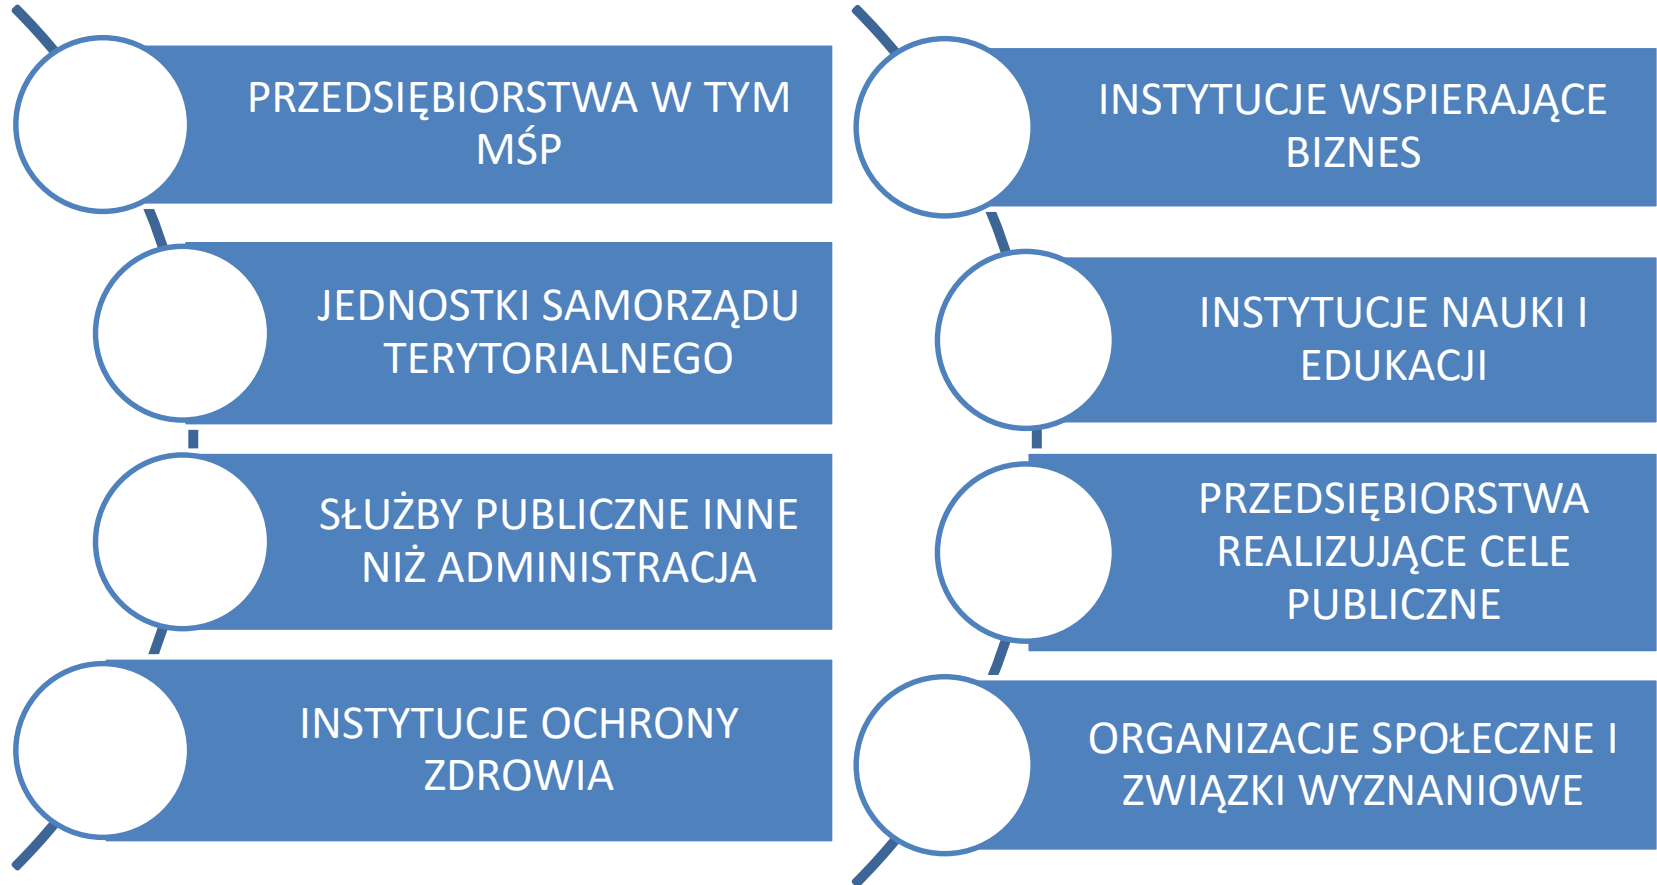 PRZEDSIĘBIORSTWA W TYM
MŚP
JEDNOSTKI SAMORZĄDU
TERYTORIALNEGO
SŁUŻBY PUBLICZNE INNE
NIŻ ADMINISTRACJA
INSTYTUCJE OCHRONY
ZDROWIA
INSTYTUCJE WSPIERAJĄCE
BIZNES
INSTYTUCJE NAUKI I
EDUKACJI
PRZEDSIĘBIORSTWA
REALIZUJĄCE CELE
PUBLICZNE
ORGANIZACJE SPOŁECZNE I
ZWIĄZKI WYZNANIOWE